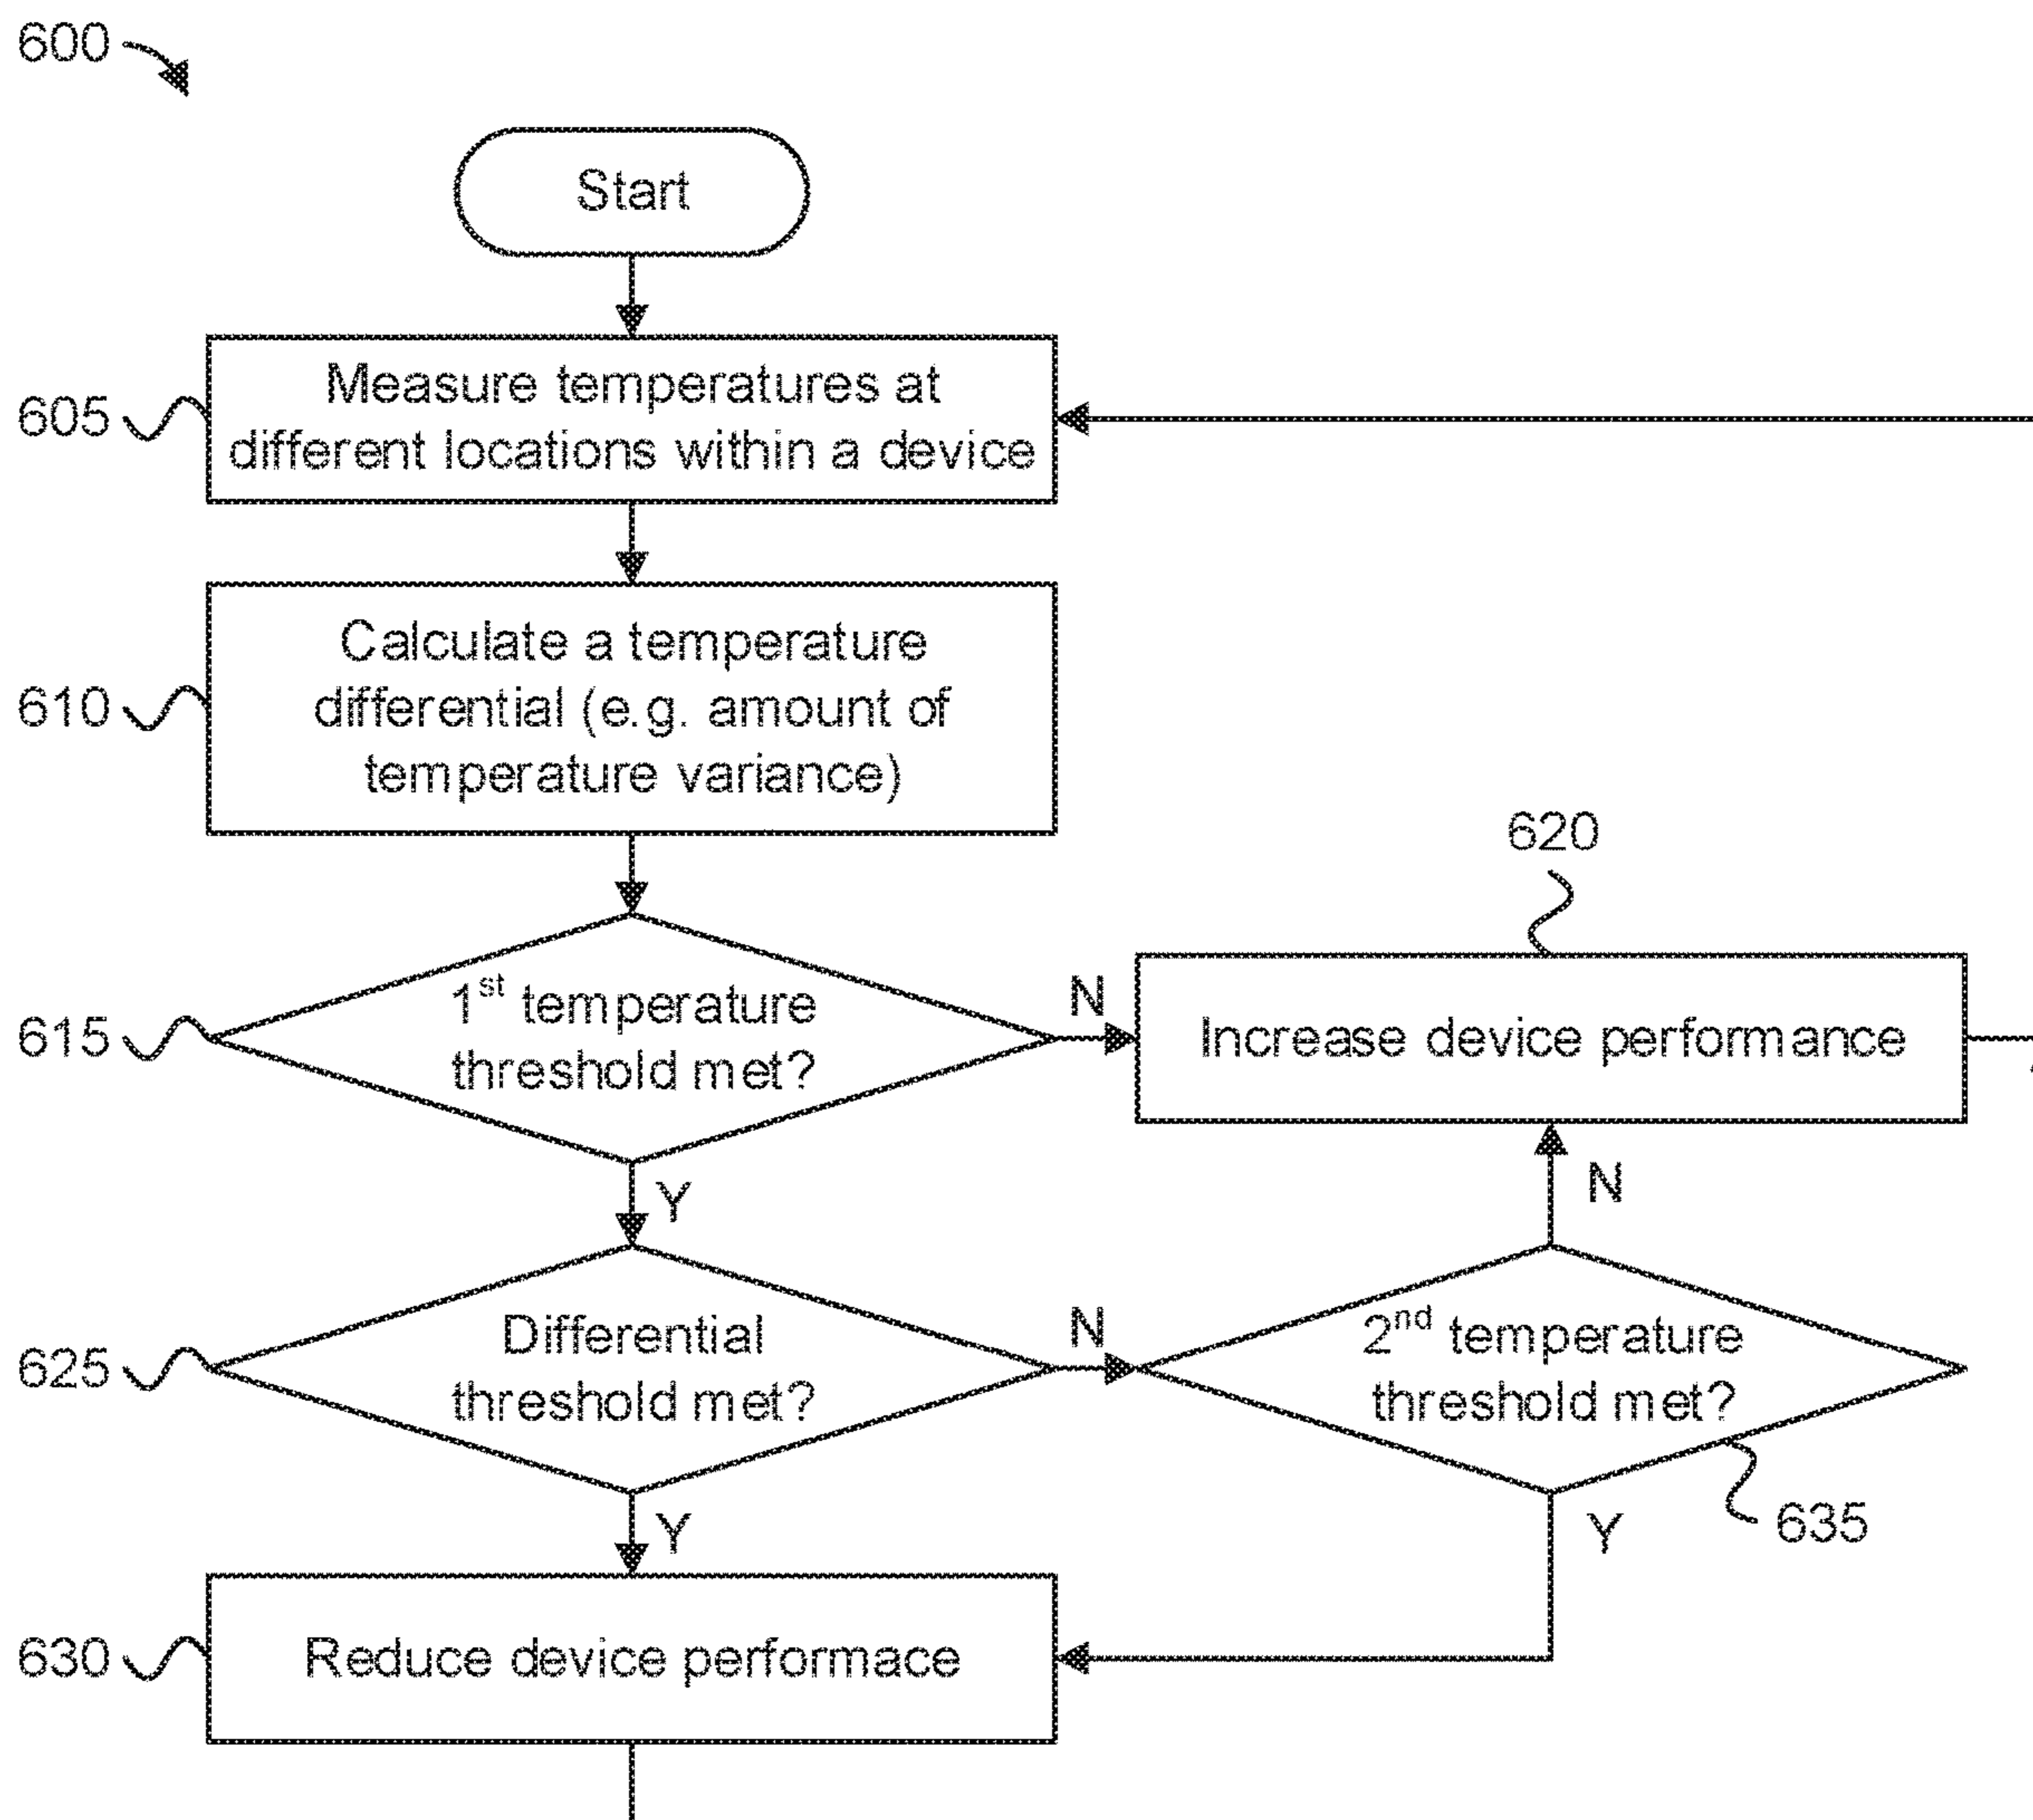 600
Start
605
Measure temperatures at
different locations within a device
610
Calculate a temperature
differential (e.g. amount of
temperature variance)
615
1st temperature
threshold met?
N
620
Increase device performance
Y
N
625
Differential
threshold met?
N
2nd temperature
threshold met?
635
Y
Y
630
Reduce device performace